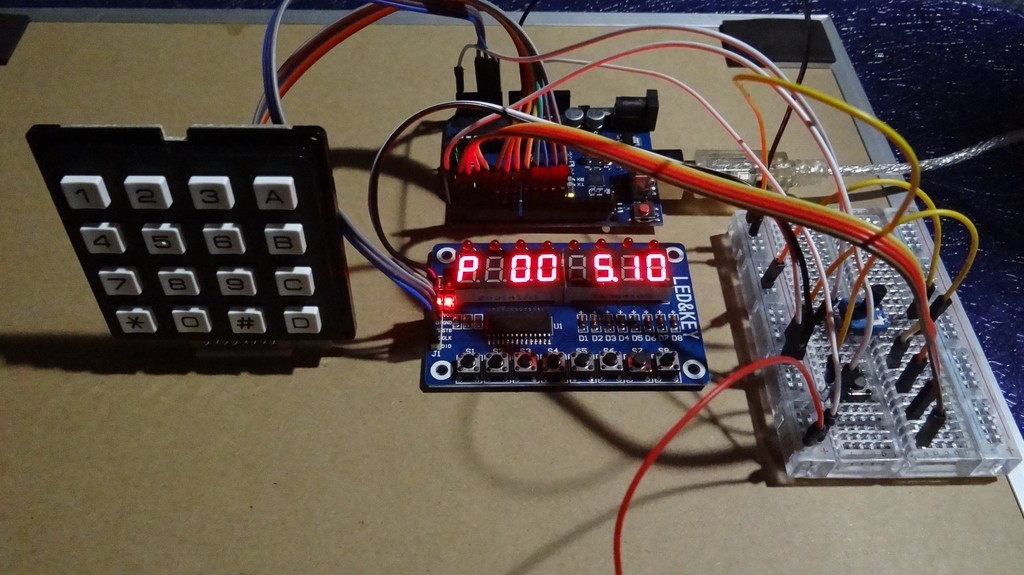 1 2 3 A
4 5 6 B
7 8 9 C
* 0 # D
P 00 5.10
LED&KEY
U1
D1 D2 D3 D4 D5 D6 D7 D8
J1
S1 S2 S3 S4 S5 S6 S7 S8